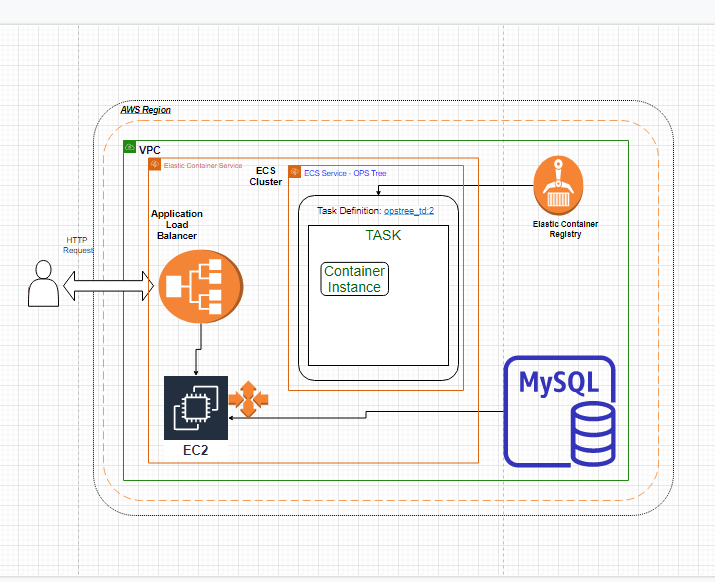 AWS Region
VPC
Elastic Container Service
ECS
Cluster
ECS Service - OPS Tree
Task Definition: opstree_td:2
TASK
Container
Instance
Application
Load
Balancer
HTTP
Request
Elastic Container
Registry
MySQL
EC2